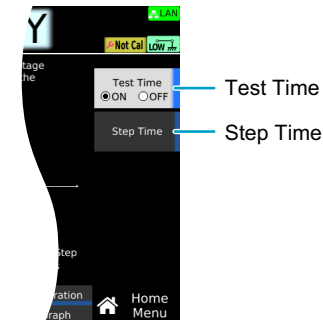 LAN
Y
Not Cal
LOW
tage
the
Test Time
ON OFF
Test Time
Step Time
Step Time
Step
ration
raph
Home
Menu